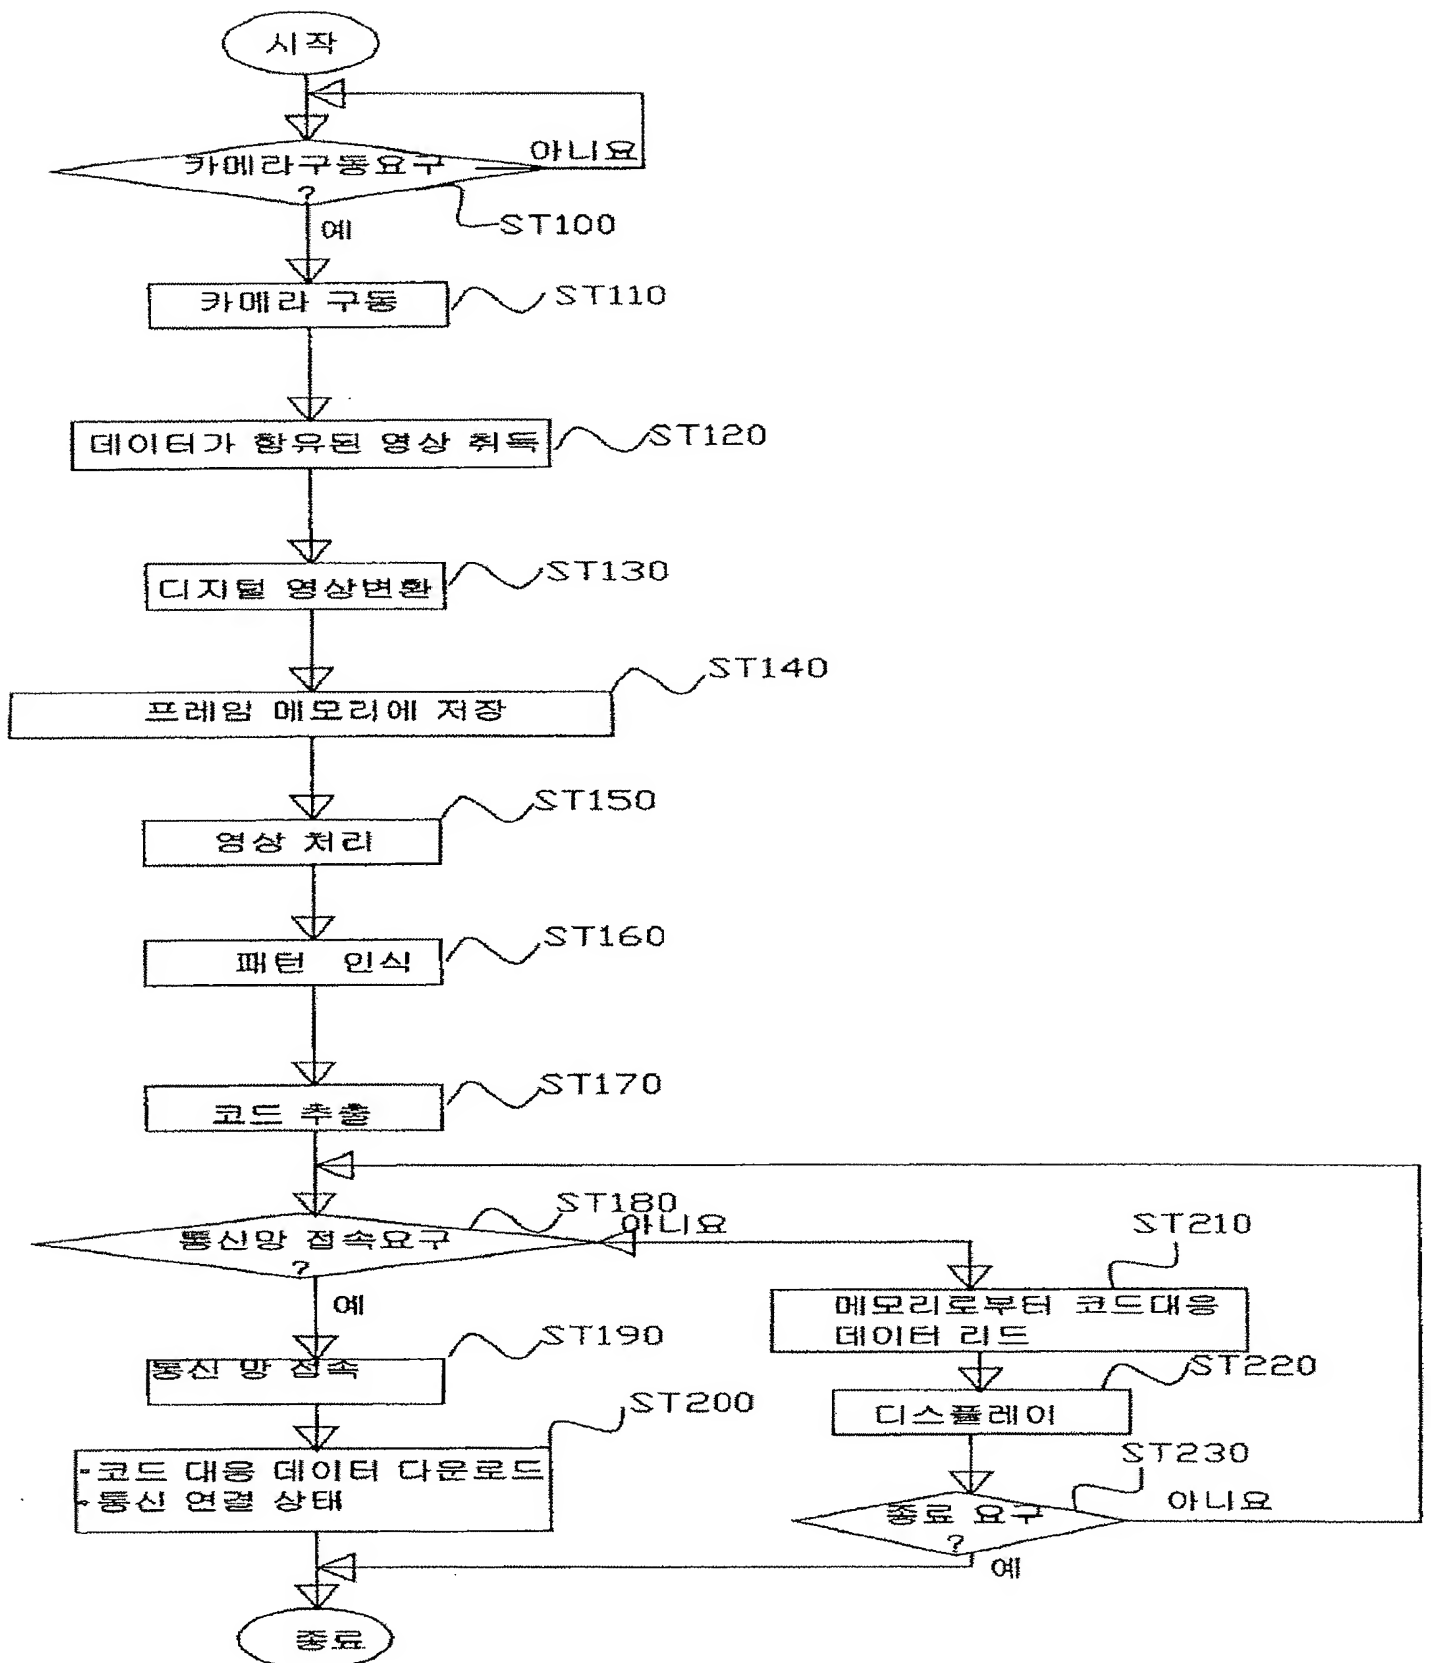 시작
아니요
카메라구동요구
?
ST100
예
카메라 구동
ST110
데이터가 함유된 영상 취득
ST120
디지털 영상변환
ST130
프레임 메모리에 저장
ST140
영상 처리
ST150
패턴 인식
ST160
코드 추출
ST170
통신망 접속요구
?
ST180
아니요
예
통신 망 접속
ST190
-코드 대응 데이터 다운로드
-통신 연결 상태
ST200
ST210
메모리로부터 코드대응
데이터 리드
ST220
디스플레이
ST230
종료 요구
?
아니요
예
종료